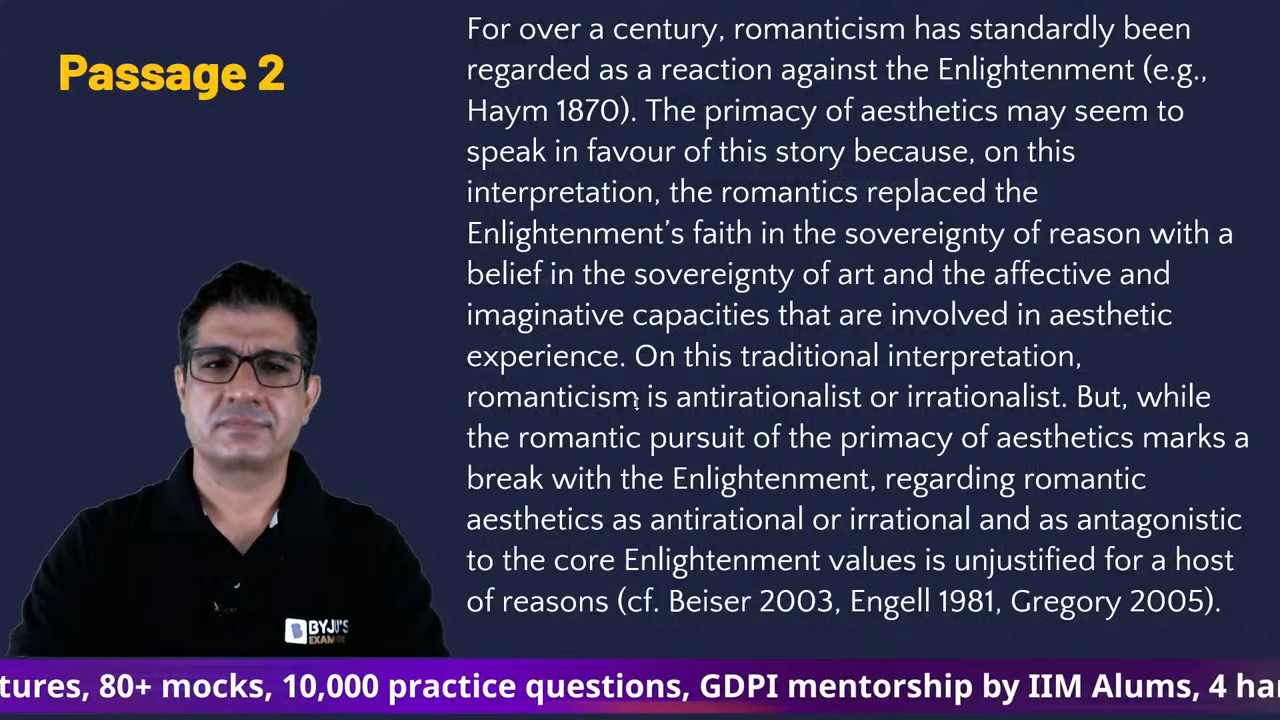 Passage 2
For over a century, romanticism has standardly been
regarded as a reaction against the Enlightenment (e.g.,
Haym 1870). The primacy of aesthetics may seem to
speak in favour of this story because, on this
interpretation, the romantics replaced the
Enlightenment’s faith in the sovereignty of reason with a
belief in the sovereignty of art and the affective and
imaginative capacities that are involved in aesthetic
experience. On this traditional interpretation,
romanticism is antirationalist or irrationalist. But, while
the romantic pursuit of the primacy of aesthetics marks a
break with the Enlightenment, regarding romantic
aesthetics as antirational or irrational and as antagonistic
to the core Enlightenment values is unjustified for a host
of reasons (cf. Beiser 2003, Engell 1981, Gregory 2005).
BYJU'S
EXAM
tures, 80+ mocks, 10,000 practice questions, GDPI mentorship by IIM Alums, 4 har